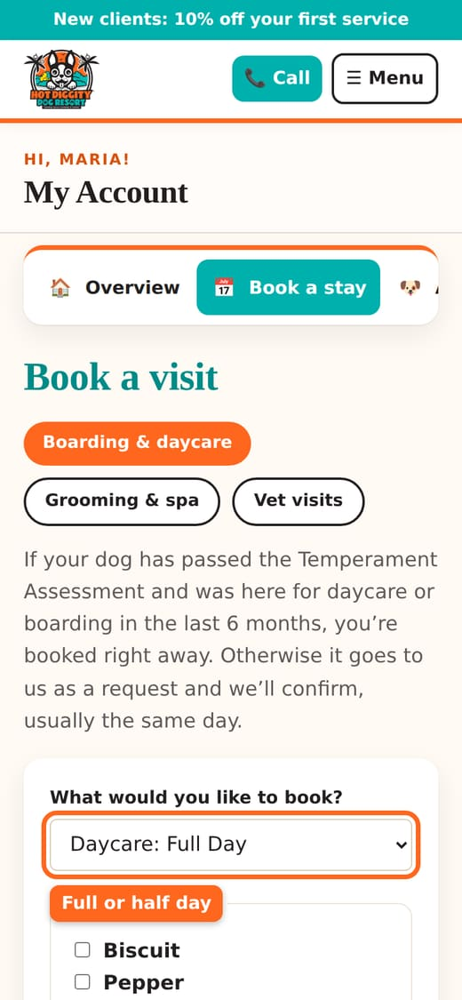 New clients: 10% off your first service
HOT DIGGITY
DOG RESORT
Call
☰ Menu
HI, MARIA!
My Account
Overview
July
17
Book a stay
Book a visit
Boarding & daycare
Grooming & spa
Vet visits
If your dog has passed the Temperament
Assessment and was here for daycare or
boarding in the last 6 months, you’re
booked right away. Otherwise it goes to
us as a request and we’ll confirm,
usually the same day.
What would you like to book?
Daycare: Full Day
Full or half day
Biscuit
Pepper